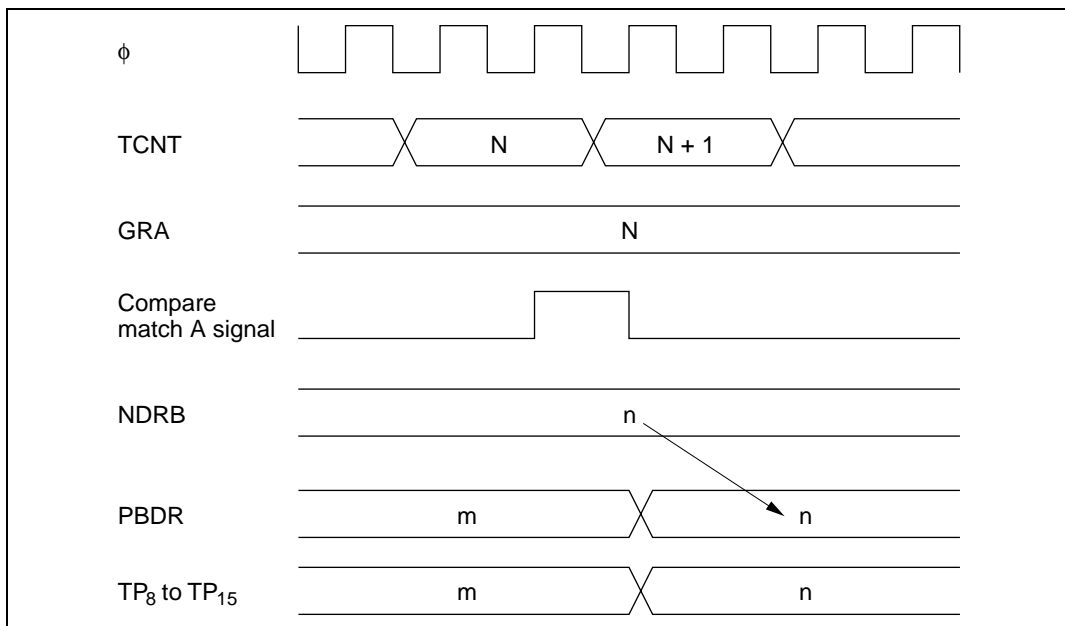 ϕ
TCNT N N + 1
GRA N
Compare
match A signal
NDRB n
PBDR m n
TP8 to TP15 m n